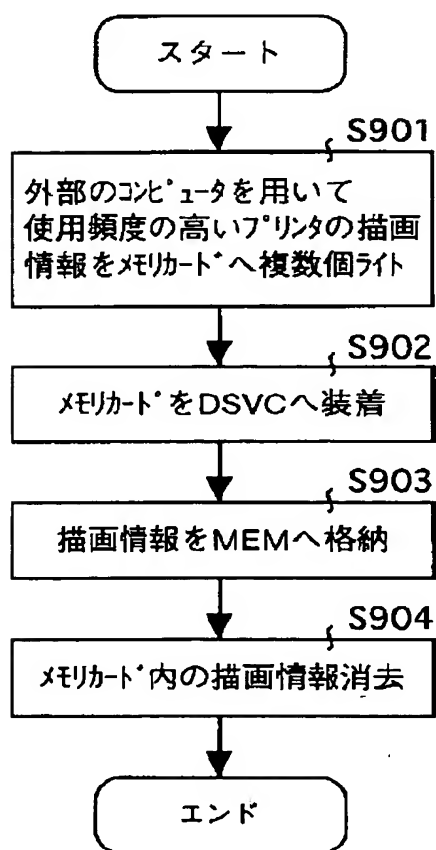 スタート
S901
外部のｺﾝﾋﾟｭｰﾀを用いて
使用頻度の高いﾌﾟﾘﾝﾀの描画
情報をﾒﾓﾘｶｰﾄﾞへ複数個ﾗｲﾄ
S902
ﾒﾓﾘｶｰﾄﾞをDSVCへ装着
S903
描画情報をMEMへ格納
S904
ﾒﾓﾘｶｰﾄﾞ内の描画情報消去
エンド